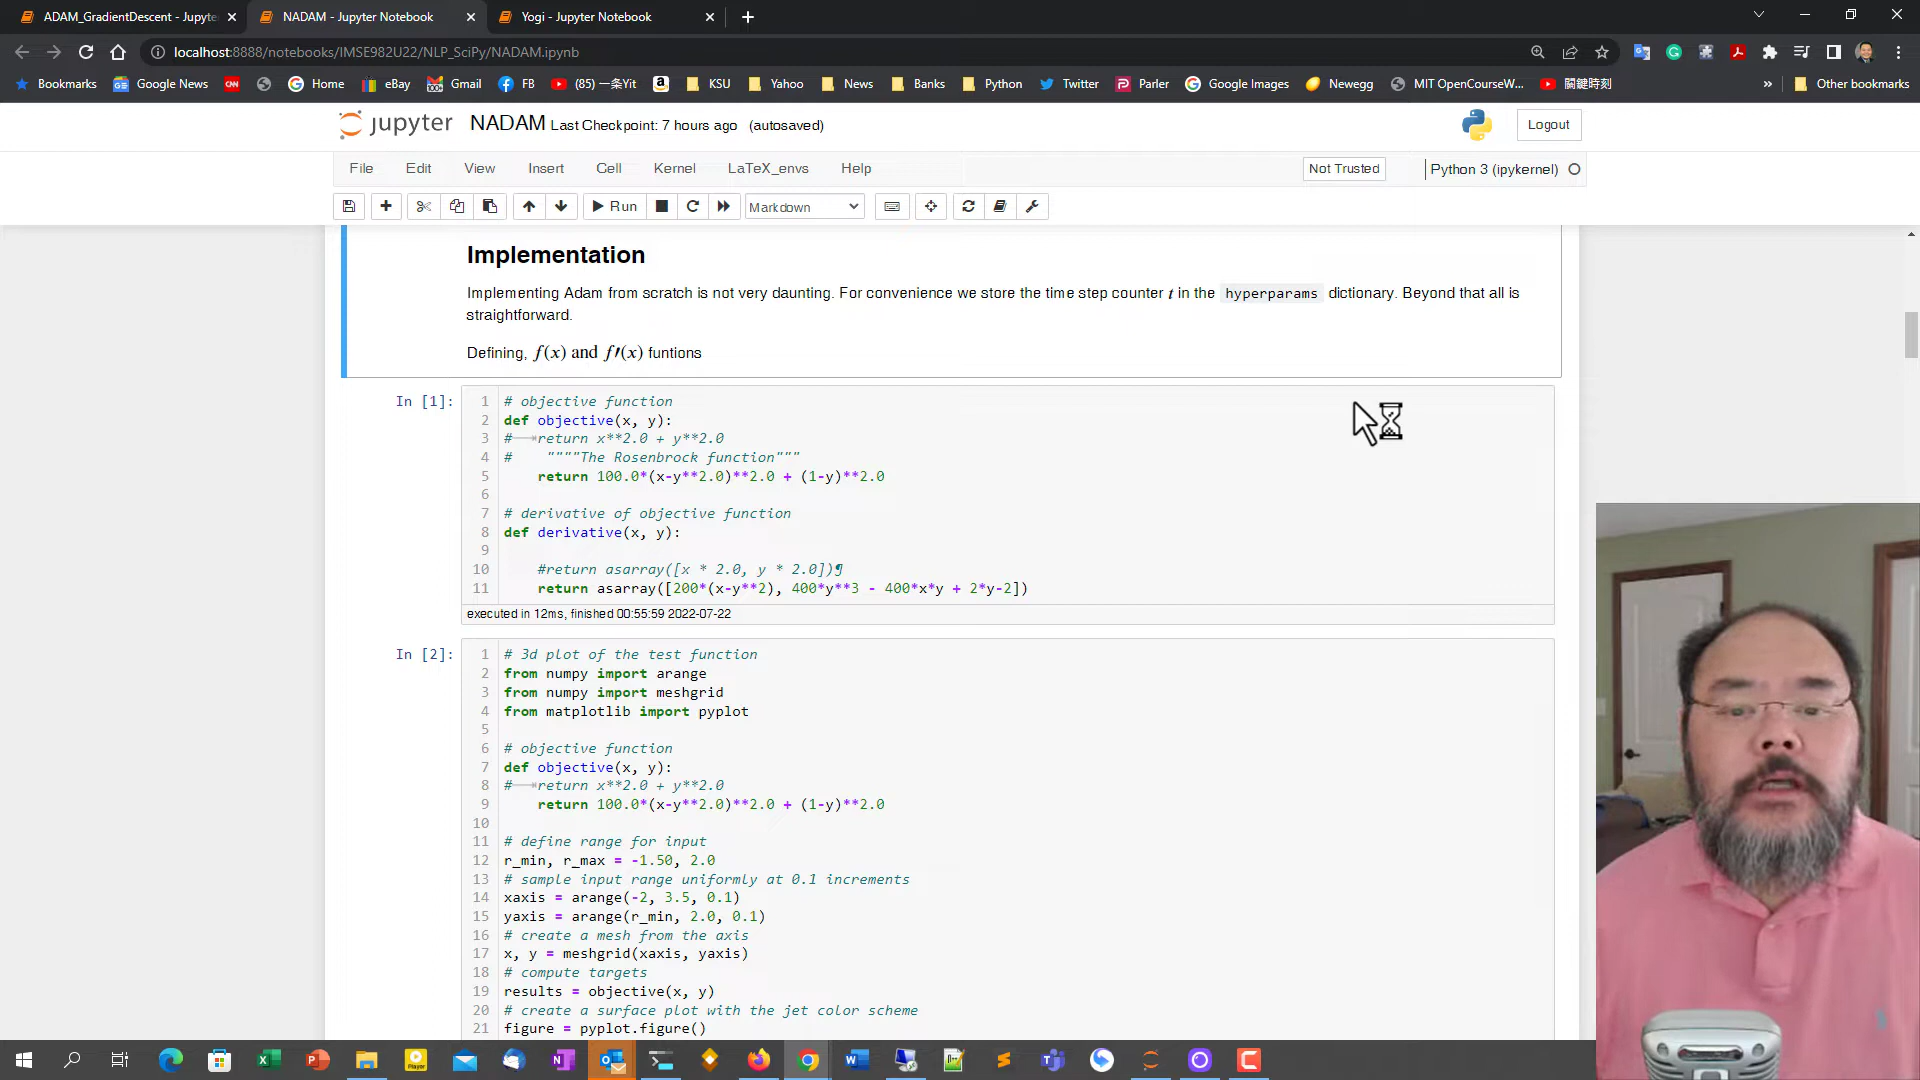 ADAM_GradientDescent - Jupyte
NADAM - Jupyter Notebook
Yogi - Jupyter Notebook
localhost:8888/notebooks/IMSE982U22/NLP_SciPy/NADAM.ipynb
Bookmarks
Google News
CNN
Home
eBay
Gmail
FB
(85) 一条Yit
KSU
Yahoo
News
Banks
Python
Twitter
Parler
Google Images
Newegg
MIT OpenCourseW...
關鍵時刻
»
Other bookmarks
jupyter NADAM Last Checkpoint: 7 hours ago (autosaved)
Logout
File Edit View Insert Cell Kernel LaTeX_envs Help
Not Trusted
Python 3 (ipykernel)
Run
Markdown
Implementation
Implementing Adam from scratch is not very daunting. For convenience we store the time step counter t in the hyperparams dictionary. Beyond that all is
straightforward.
Defining, f(x) and f′(x) funtions
In [1]:
1 # objective function
2 def objective(x, y):
3 #    return x**2.0 + y**2.0
4 #    """"The Rosenbrock function"""
5     return 100.0*(x-y**2.0)**2.0 + (1-y)**2.0
6
7 # derivative of objective function
8 def derivative(x, y):
9
10     #return asarray([x * 2.0, y * 2.0])¶
11     return asarray([200*(x-y**2), 400*y**3 - 400*x*y + 2*y-2])
executed in 12ms, finished 00:55:59 2022-07-22
In [2]:
1 # 3d plot of the test function
2 from numpy import arange
3 from numpy import meshgrid
4 from matplotlib import pyplot
5
6 # objective function
7 def objective(x, y):
8 #    return x**2.0 + y**2.0
9     return 100.0*(x-y**2.0)**2.0 + (1-y)**2.0
10
11 # define range for input
12 r_min, r_max = -1.50, 2.0
13 # sample input range uniformly at 0.1 increments
14 xaxis = arange(-2, 3.5, 0.1)
15 yaxis = arange(r_min, 2.0, 0.1)
16 # create a mesh from the axis
17 x, y = meshgrid(xaxis, yaxis)
18 # compute targets
19 results = objective(x, y)
20 # create a surface plot with the jet color scheme
21 figure = pyplot.figure()